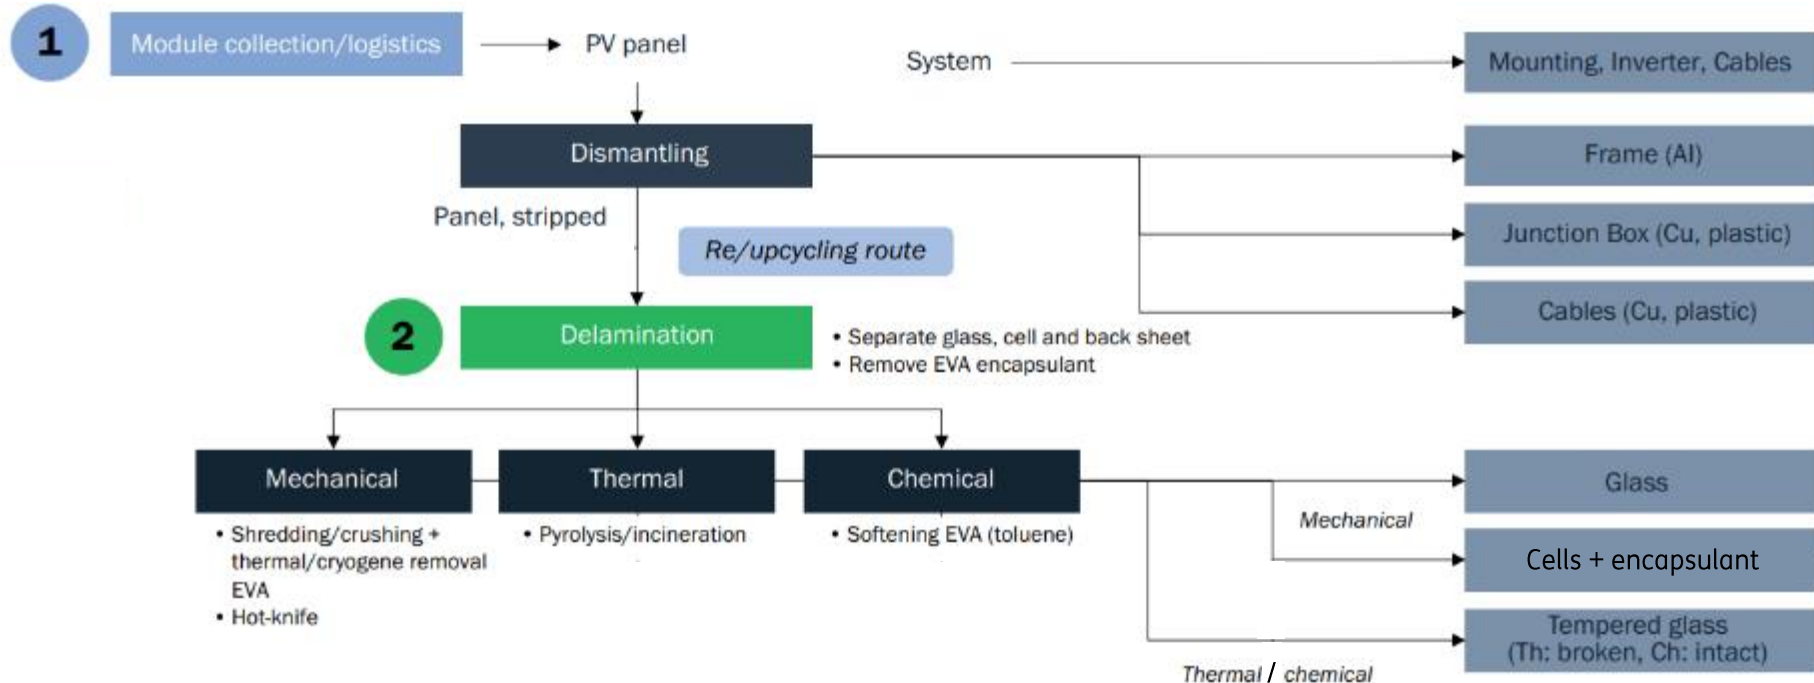 1
Module collection/logistics
PV panel
System
Mounting, Inverter, Cables
Dismantling
Frame (Al)
Panel, stripped
Re/upcycling route
Junction Box (Cu, plastic)
Cables (Cu, plastic)
2
Delamination
• Separate glass, cell and back sheet
• Remove EVA encapsulant
Mechanical
Thermal
Chemical
Glass
• Shredding/crushing +
thermal/cryogene removal
EVA
• Hot-knife
• Pyrolysis/incineration
• Softening EVA (toluene)
Mechanical
Cells + encapsulant
Tempered glass
(Th: broken, Ch: intact)
Thermal / chemical